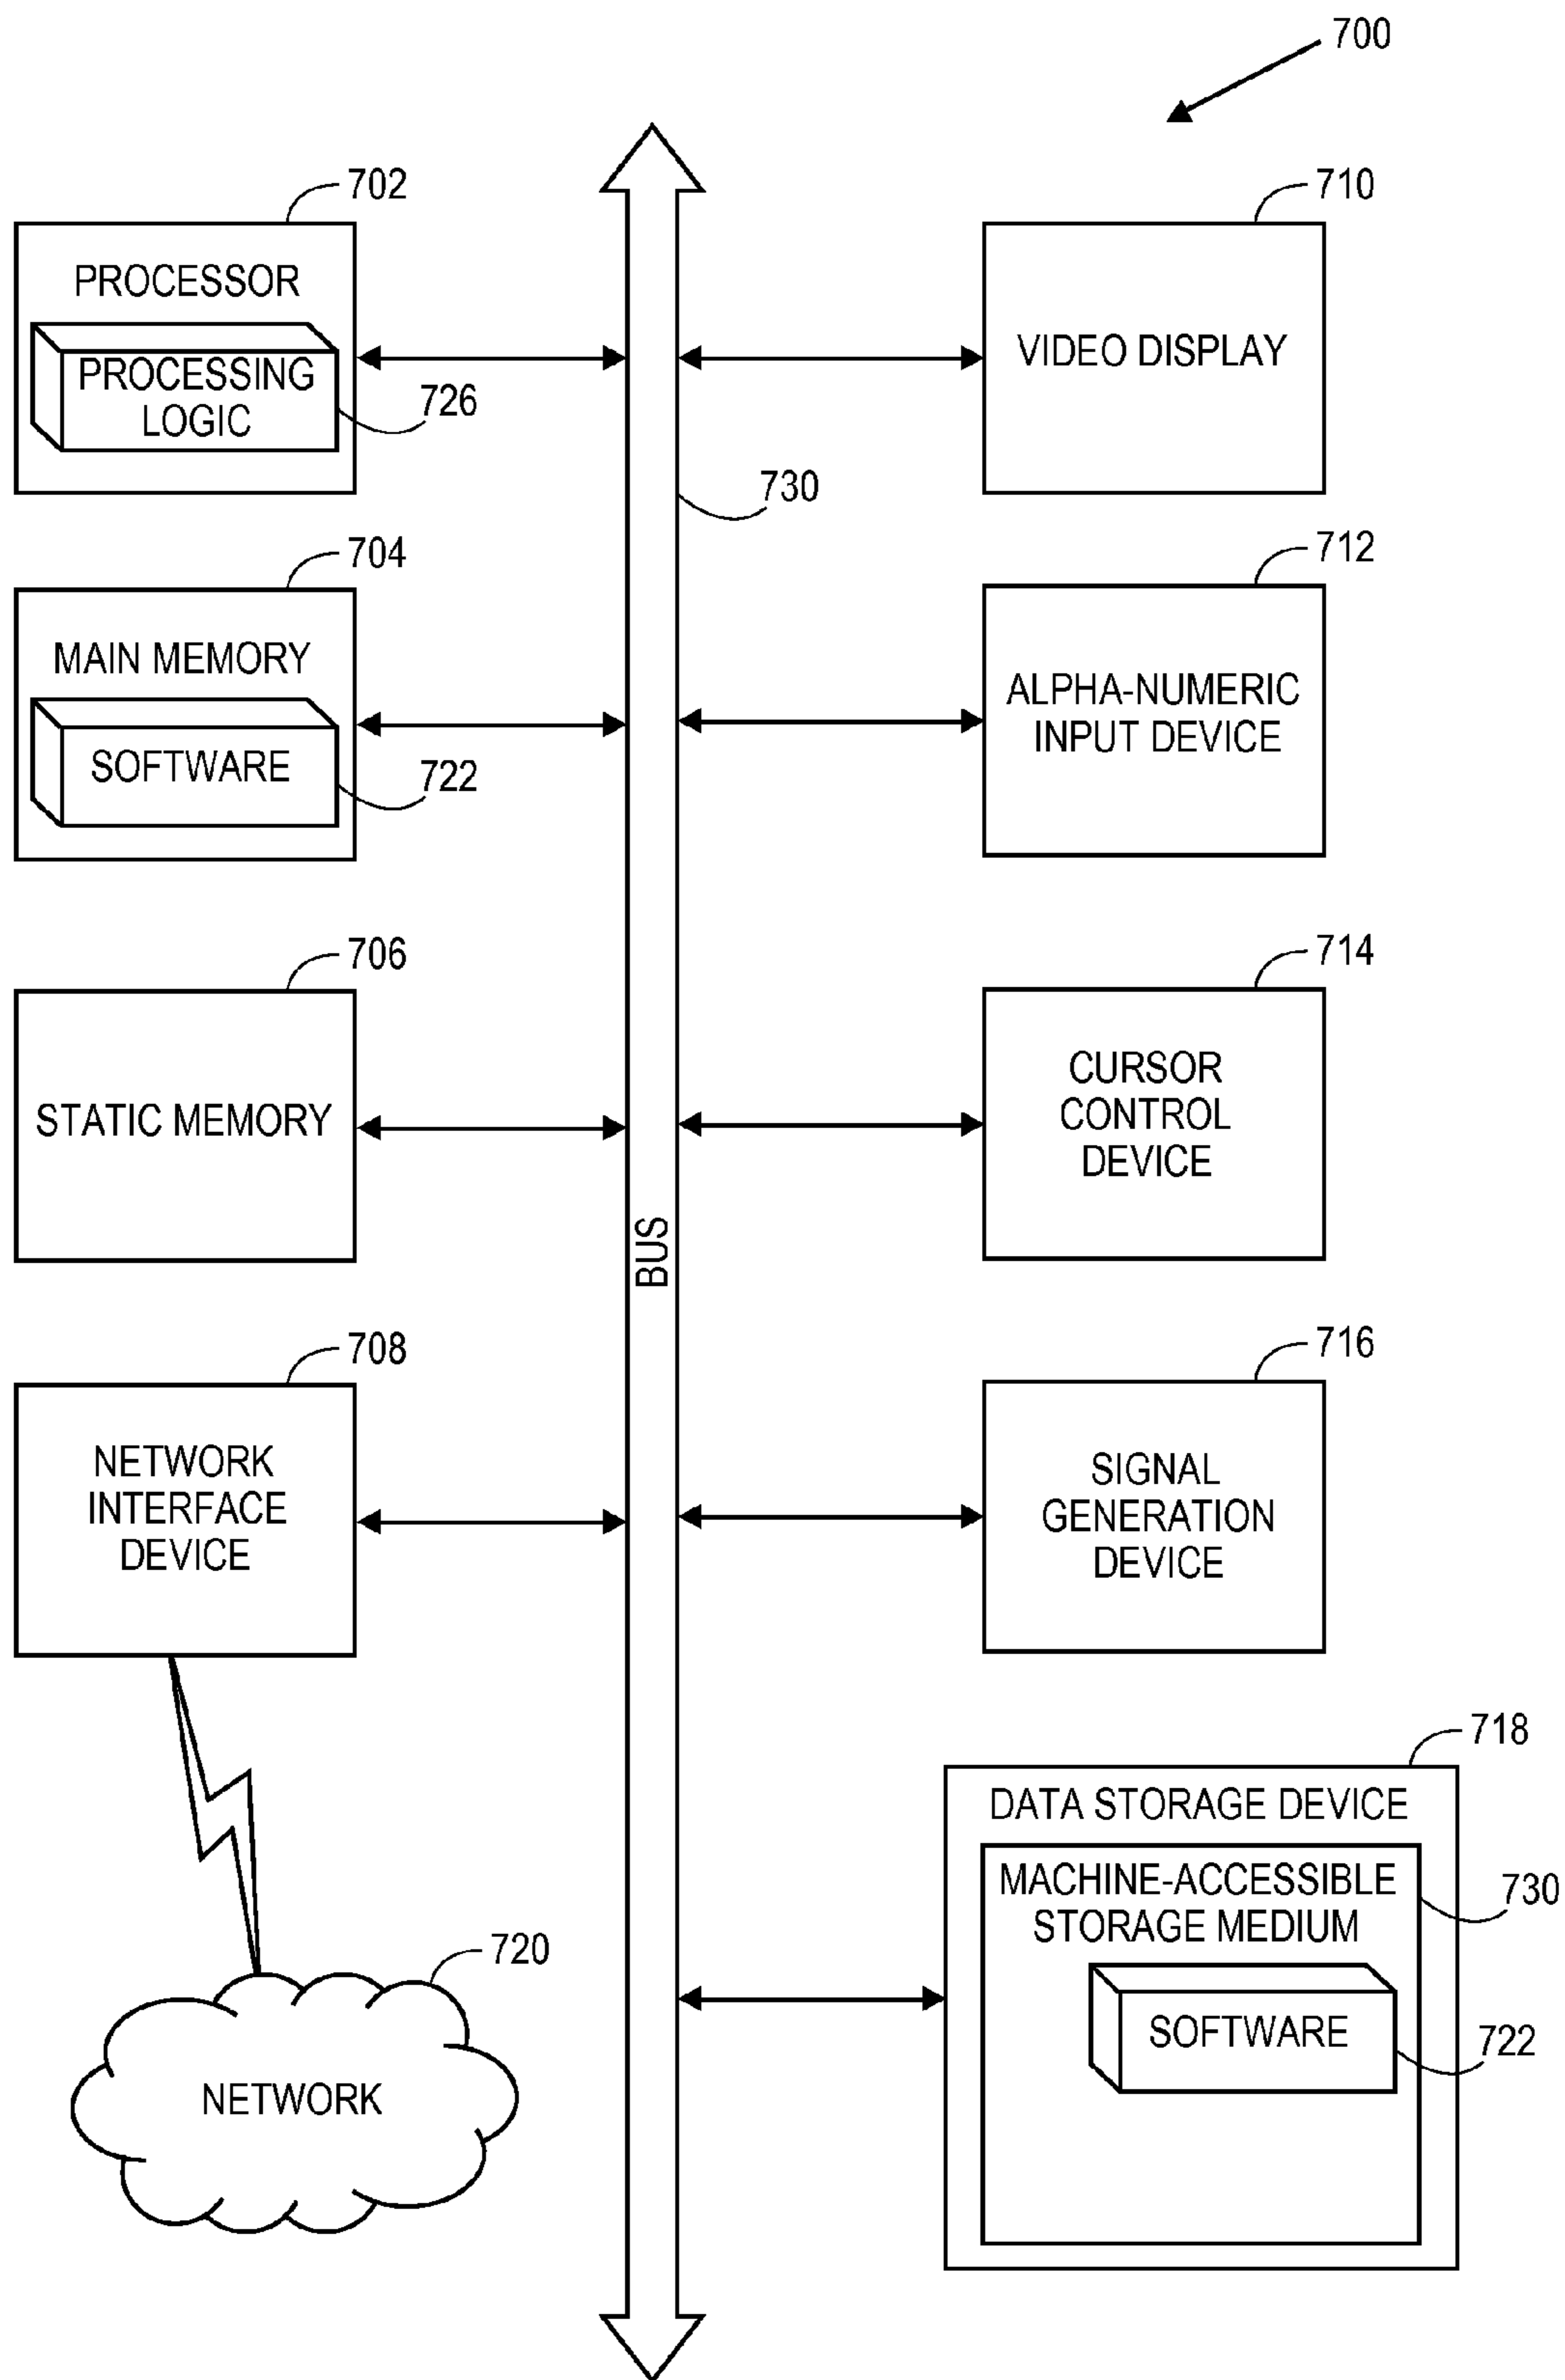 700
702
PROCESSOR
PROCESSING
LOGIC
726
730
710
VIDEO DISPLAY
704
MAIN MEMORY
SOFTWARE
722
712
ALPHA-NUMERIC
INPUT DEVICE
706
STATIC MEMORY
714
CURSOR
CONTROL
DEVICE
BUS
708
NETWORK
INTERFACE
DEVICE
716
SIGNAL
GENERATION
DEVICE
718
DATA STORAGE DEVICE
MACHINE-ACCESSIBLE
STORAGE MEDIUM
730
SOFTWARE
722
720
NETWORK